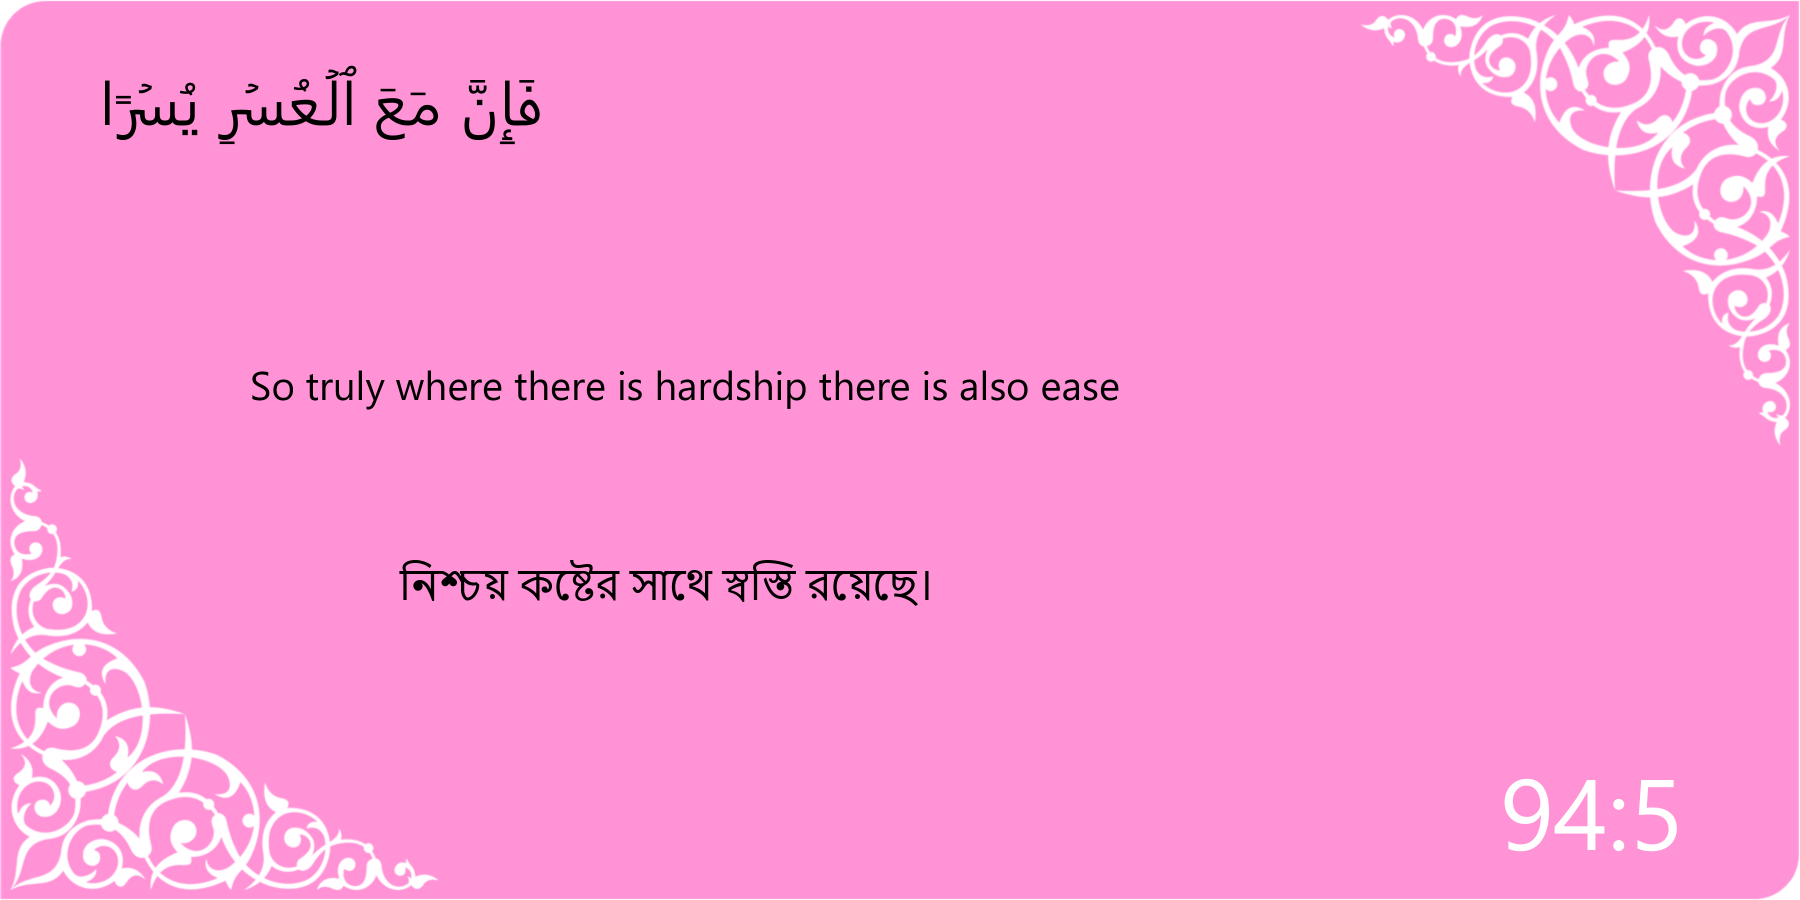 فَإِنَّ مَعَ ٱلۡعُسۡرِ يُسۡرًا
So truly where there is hardship there is also ease
নিশ্চয় কষ্টের সাথে স্বস্তি রয়েছে।
94:5